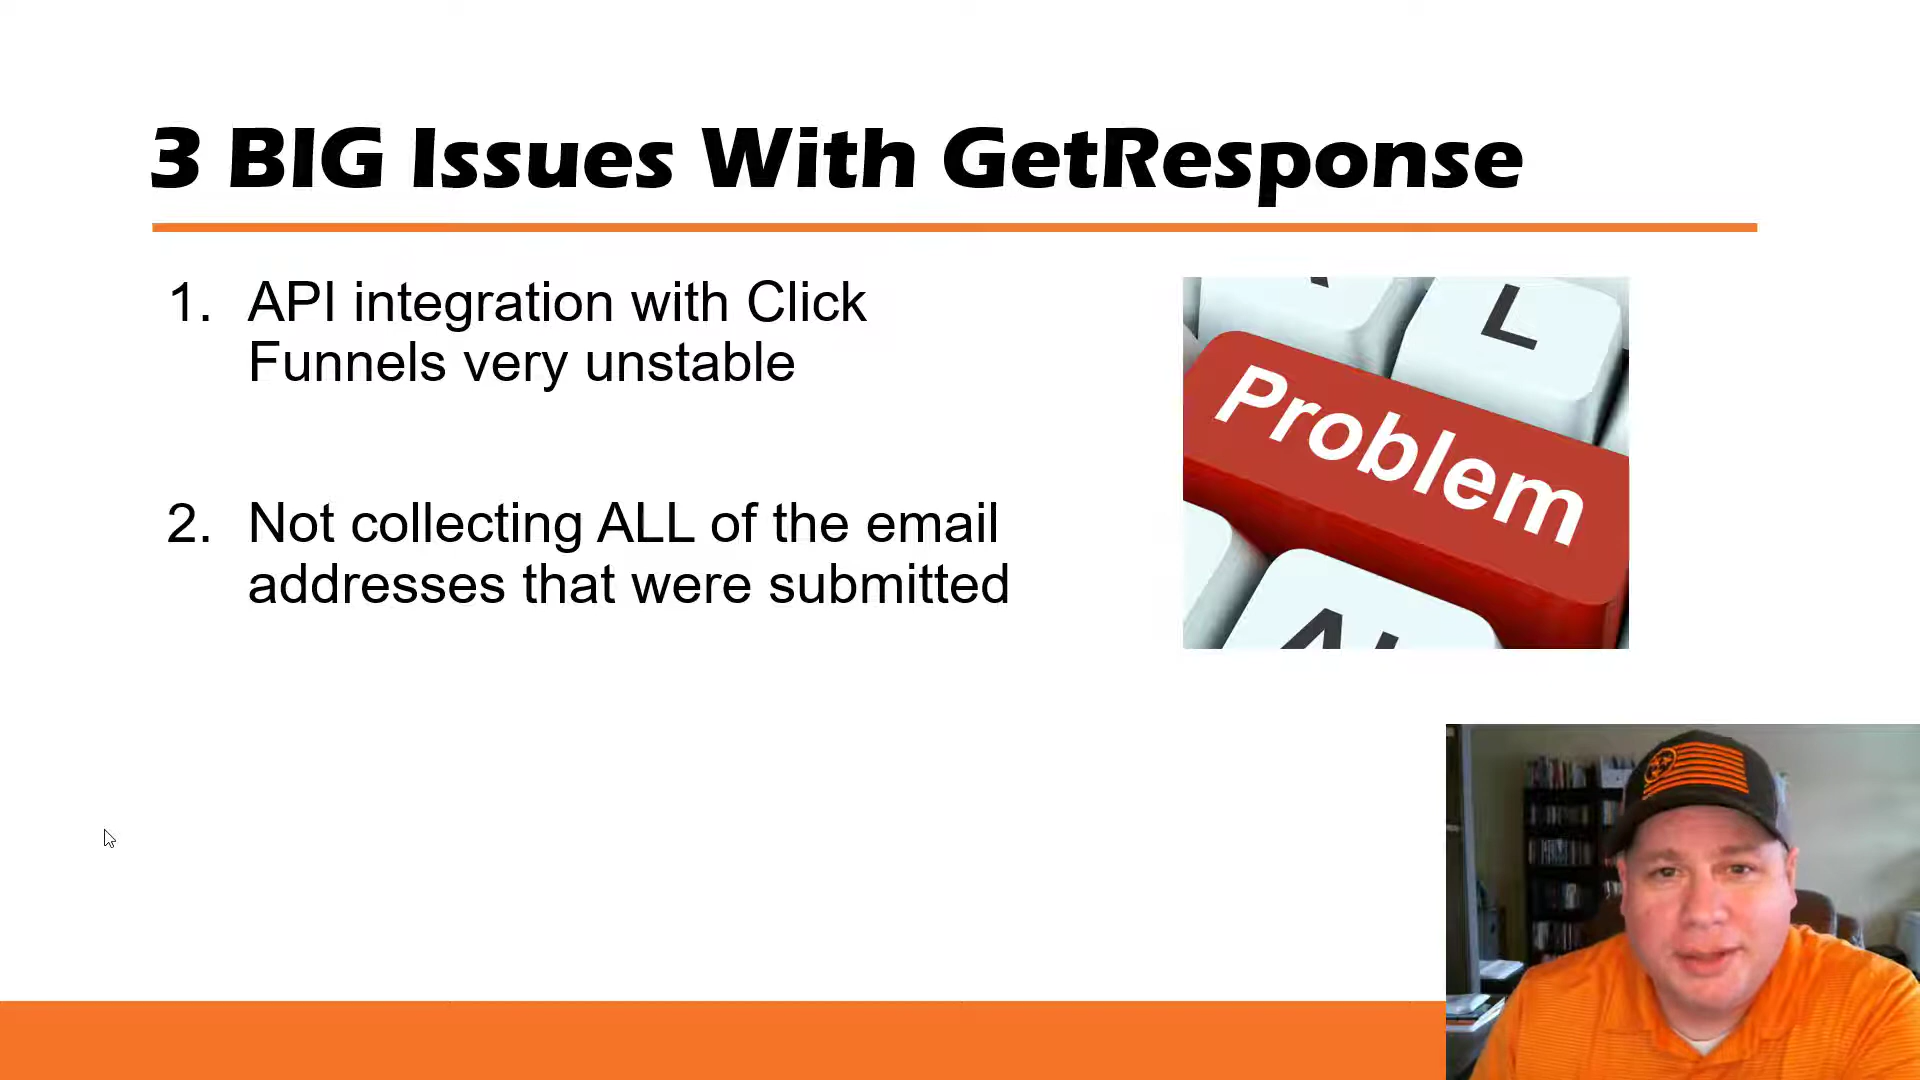 3 BIG Issues With GetResponse
1. API integration with Click
Funnels very unstable
2. Not collecting ALL of the email
addresses that were submitted
L
Problem